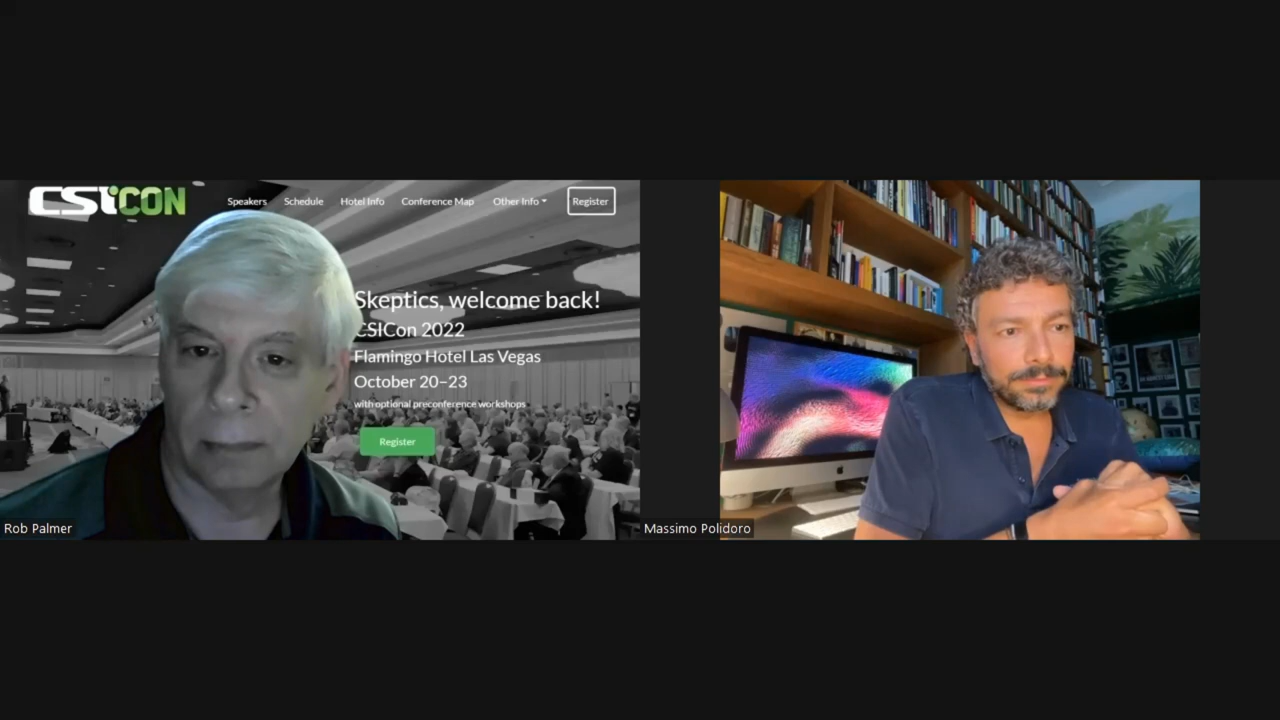 CSICON
Speakers Schedule Hotel Info Conference Map Other Info Register
Skeptics, welcome back!
CSICon 2022
Flamingo Hotel Las Vegas
October 20–23
with optional preconference workshops
Register
Rob Palmer
Massimo Polidoro